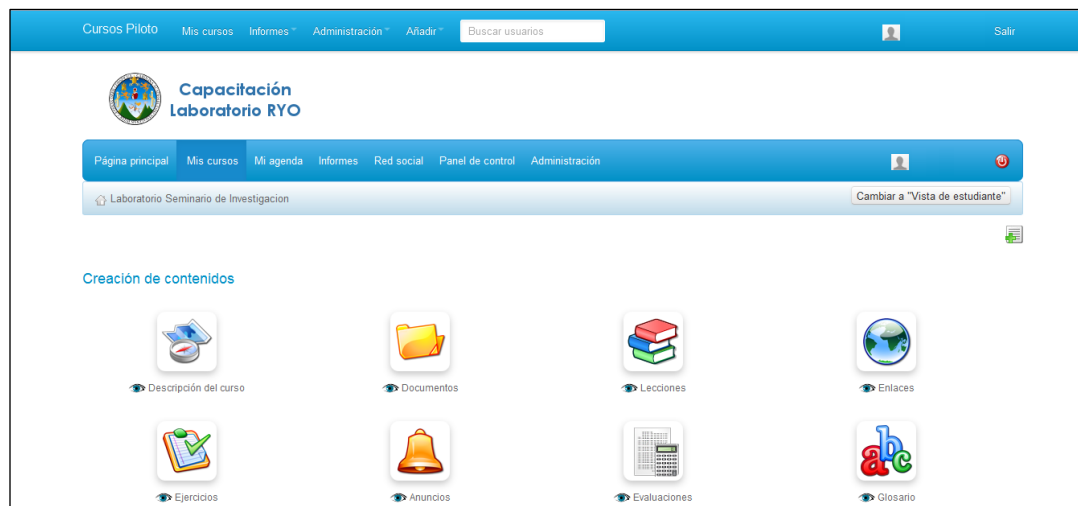 Cursos Piloto Mis cursos Informes Administración Añadir Buscar usuarios Salir
Capacitación
Laboratorio RYO
Página principal Mis cursos Mi agenda Informes Red social Panel de control Administración
Laboratorio Seminario de Investigacion Cambiar a "Vista de estudiante"
Creación de contenidos
Descripción del curso Documentos Lecciones Enlaces
abc
Ejercicios Anuncios Evaluaciones Glosario